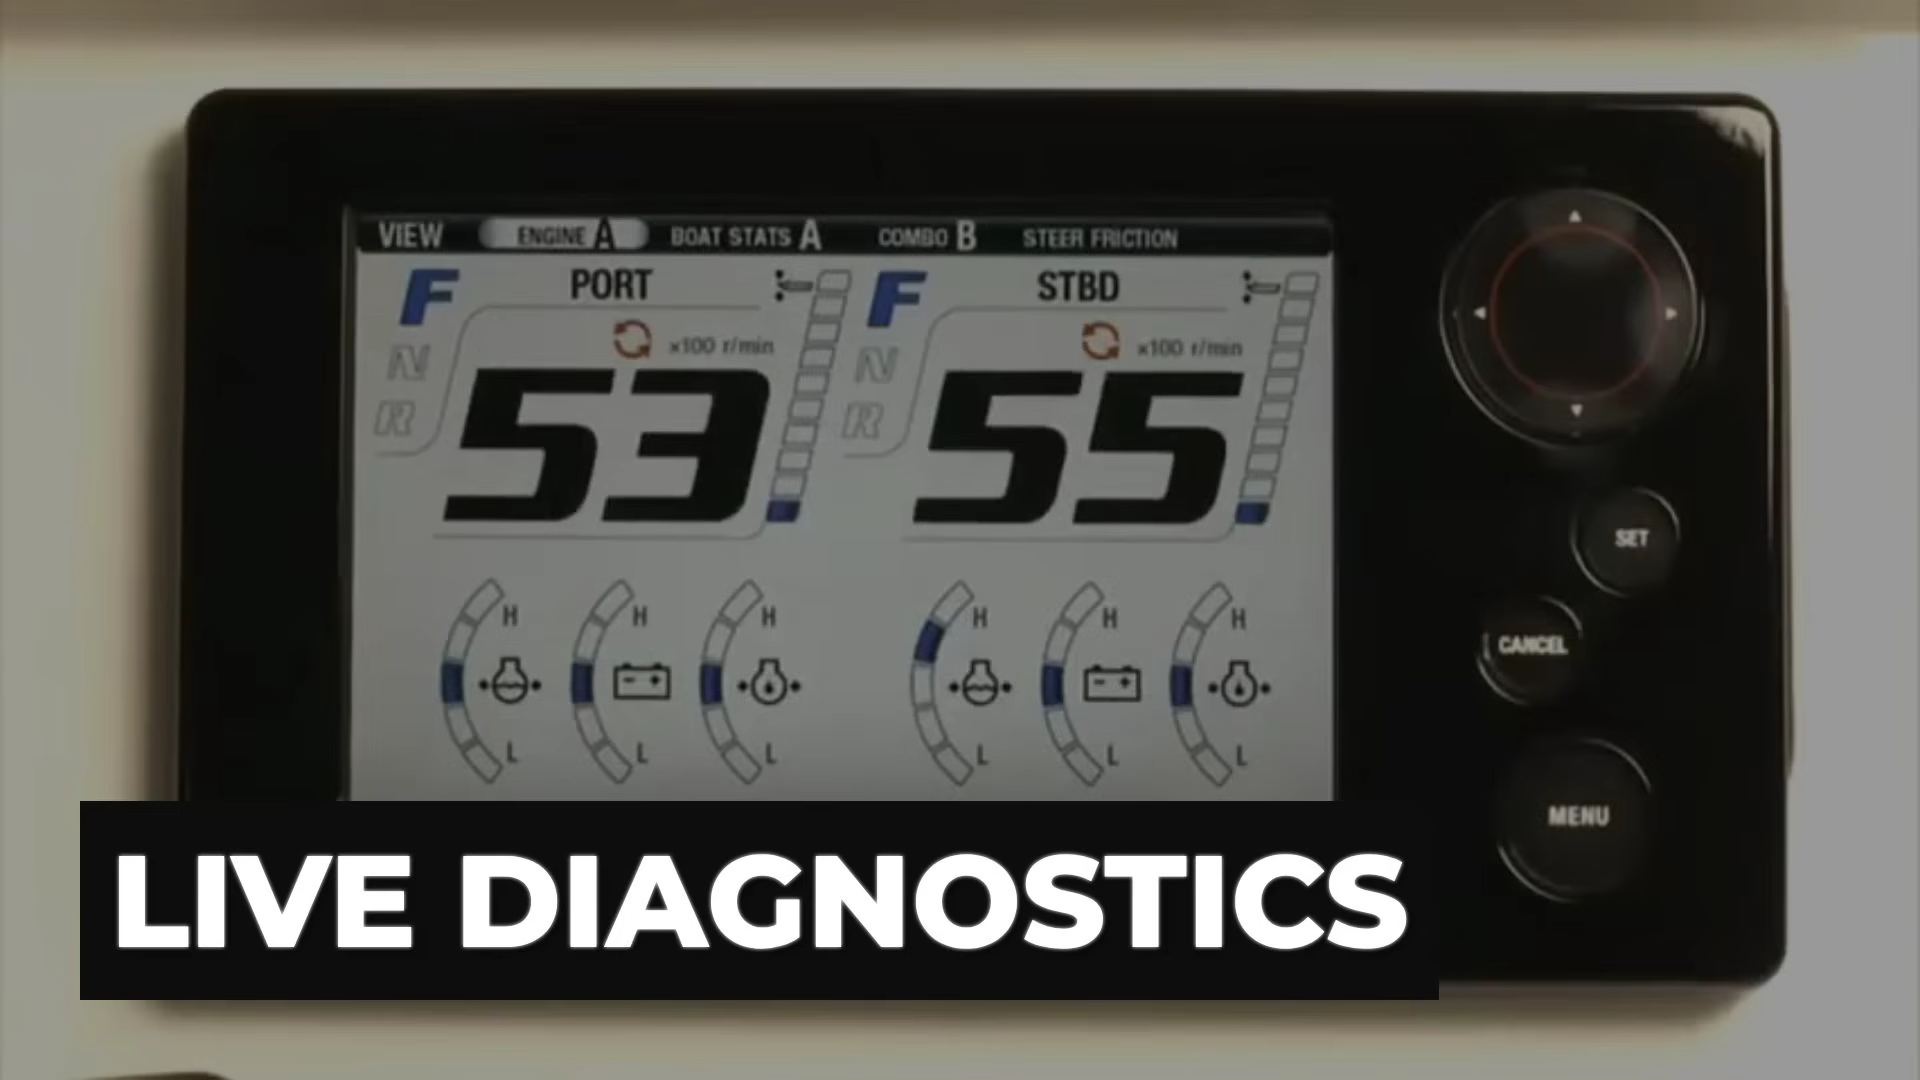 VIEW ENGINE A BOAT STATS A COMBO B STEER FRICTION
F PORT F STBD
N ×100 r/min N ×100 r/min
R 53 R 55
H H H H H H
- + - +
L L L L L L
SET
CANCEL
MENU
LIVE DIAGNOSTICS